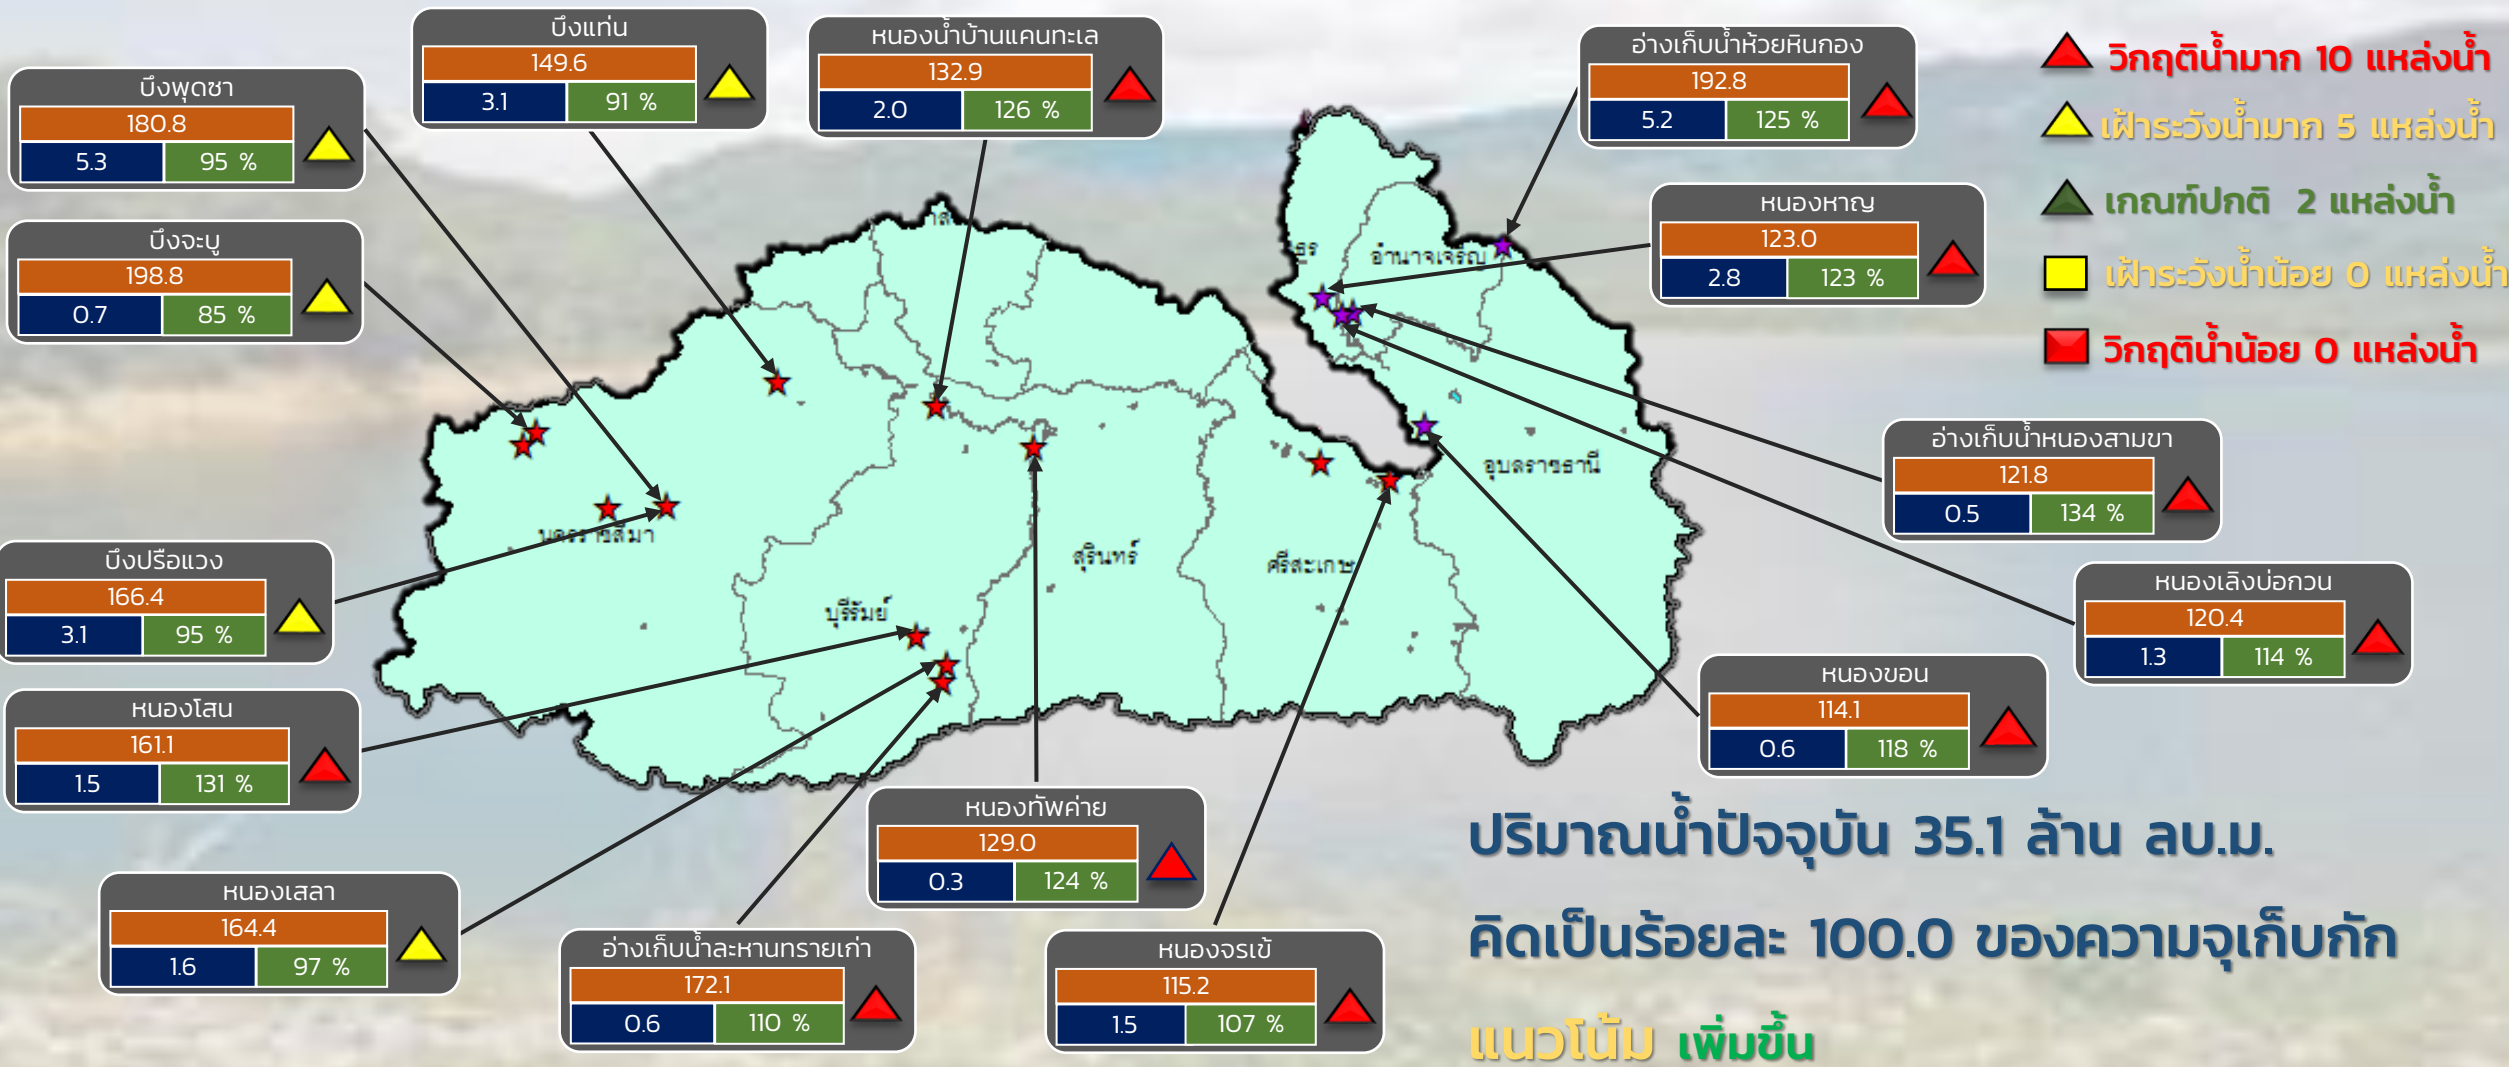 บึงแท่น
149.6
3.1 91 %
หนองน้ำบ้านแคนทะเล
132.9
2.0 126 %
อ่างเก็บน้ำห้วยหินกอง
192.8
5.2 125 %
วิกฤติน้ำมาก 10 แหล่งน้ำ
เฝ้าระวังน้ำมาก 5 แหล่งน้ำ
เกณฑ์ปกติ 2 แหล่งน้ำ
เฝ้าระวังน้ำน้อย 0 แหล่งน้ำ
วิกฤติน้ำน้อย 0 แหล่งน้ำ
บึงพุดซา
180.8
5.3 95 %
บึงจะบู
198.8
0.7 85 %
หนองหาญ
123.0
2.8 123 %
อำนาจเจริญ
อ่างเก็บน้ำหนองสามขา
121.8
0.5 134 %
อุบลราชธานี
นครราชสีมา
สุรินทร์
ศรีสะเกษ
บุรีรัมย์
บึงปรือแวง
166.4
3.1 95 %
หนองเลิงบ่อกวน
120.4
1.3 114 %
หนองโสน
161.1
1.5 131 %
หนองขอน
114.1
0.6 118 %
หนองทัพค่าย
129.0
0.3 124 %
หนองเสลา
164.4
1.6 97 %
อ่างเก็บน้ำละหานทรายเก่า
172.1
0.6 110 %
หนองจรเข้
115.2
1.5 107 %
ปริมาณน้ำปัจจุบัน 35.1 ล้าน ลบ.ม.
คิดเป็นร้อยละ 100.0 ของความจุเก็บกัก
แนวโน้ม เพิ่มขึ้น